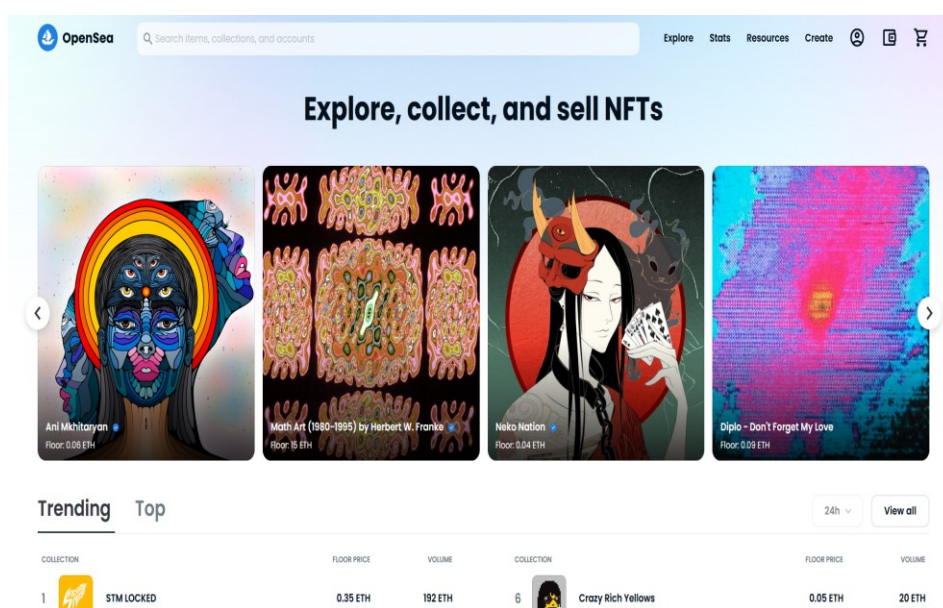 OpenSea
Search items, collections, and accounts
Explore Stats Resources Create
Explore, collect, and sell NFTs
Ani Mkhitaryan
Floor: 0.06 ETH
Math Art (1980-1995) by Herbert W. Franke
Floor: 15 ETH
Neko Nation
Floor: 0.04 ETH
Diplo - Don't Forget My Love
Floor: 0.09 ETH
Trending Top
24h View all
COLLECTION FLOOR PRICE VOLUME COLLECTION FLOOR PRICE VOLUME
1 STM LOCKED 0.35 ETH 192 ETH 6 Crazy Rich Yellows 0.05 ETH 20 ETH